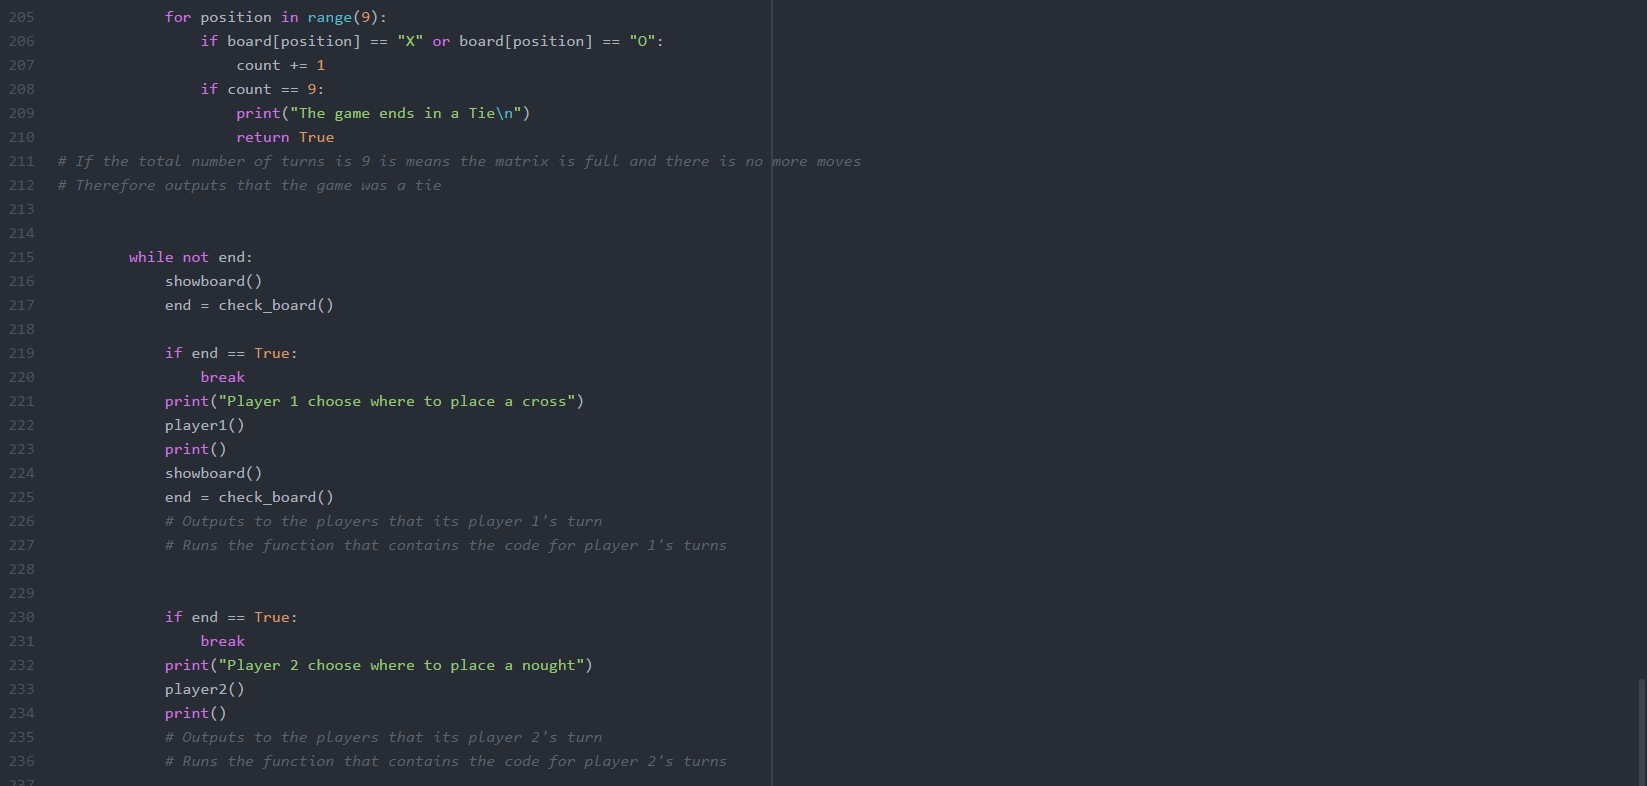 205             for position in range(9):
206                 if board[position] == "X" or board[position] == "O":
207                     count += 1
208                 if count == 9:
209                     print("The game ends in a Tie\n")
210                     return True
211 # If the total number of turns is 9 is means the matrix is full and there is no more moves
212 # Therefore outputs that the game was a tie
213
214
215         while not end:
216             showboard()
217             end = check_board()
218
219             if end == True:
220                 break
221             print("Player 1 choose where to place a cross")
222             player1()
223             print()
224             showboard()
225             end = check_board()
226             # Outputs to the players that its player 1's turn
227             # Runs the function that contains the code for player 1's turns
228
229
230             if end == True:
231                 break
232             print("Player 2 choose where to place a nought")
233             player2()
234             print()
235             # Outputs to the players that its player 2's turn
236             # Runs the function that contains the code for player 2's turns
237